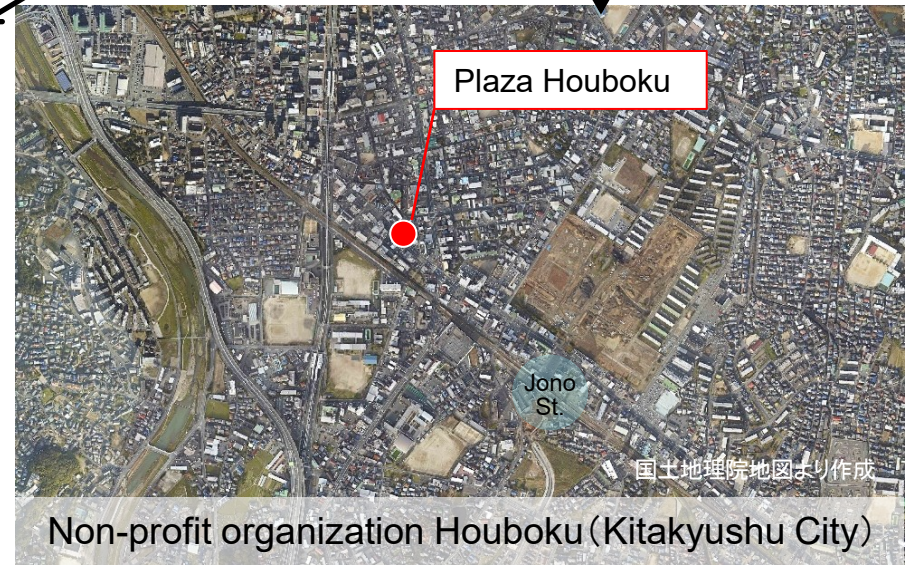 Plaza Houboku
Jono
St.
国土地理院地図より作成
Non-profit organization Houboku（Kitakyushu City）